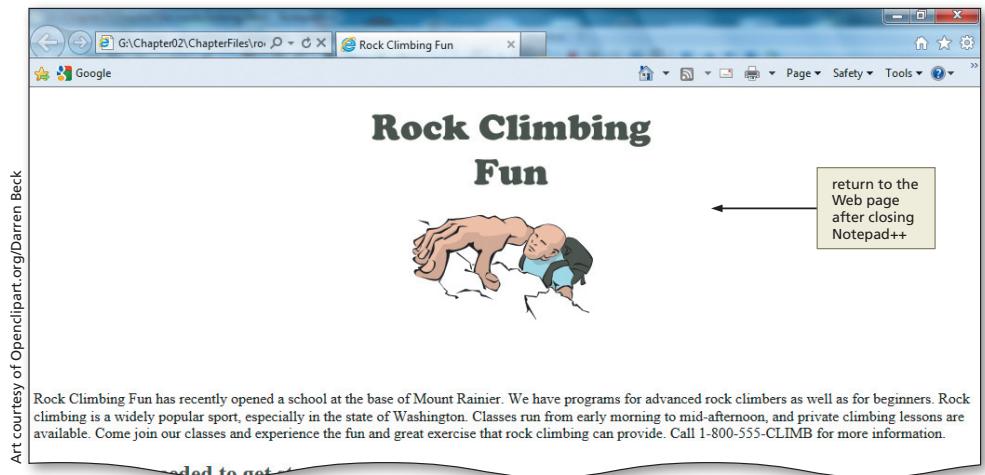 G:\Chapter02\ChapterFiles\ro
Rock Climbing Fun
Google
Page Safety Tools
Rock Climbing
Fun
return to the
Web page
after closing
Notepad++
Rock Climbing Fun has recently opened a school at the base of Mount Rainier. We have programs for advanced rock climbers as well as for beginners. Rock
climbing is a widely popular sport, especially in the state of Washington. Classes run from early morning to mid-afternoon, and private climbing lessons are
available. Come join our classes and experience the fun and great exercise that rock climbing can provide. Call 1-800-555-CLIMB for more information.
to get
Art courtesy of Openclipart.org/Darren Beck